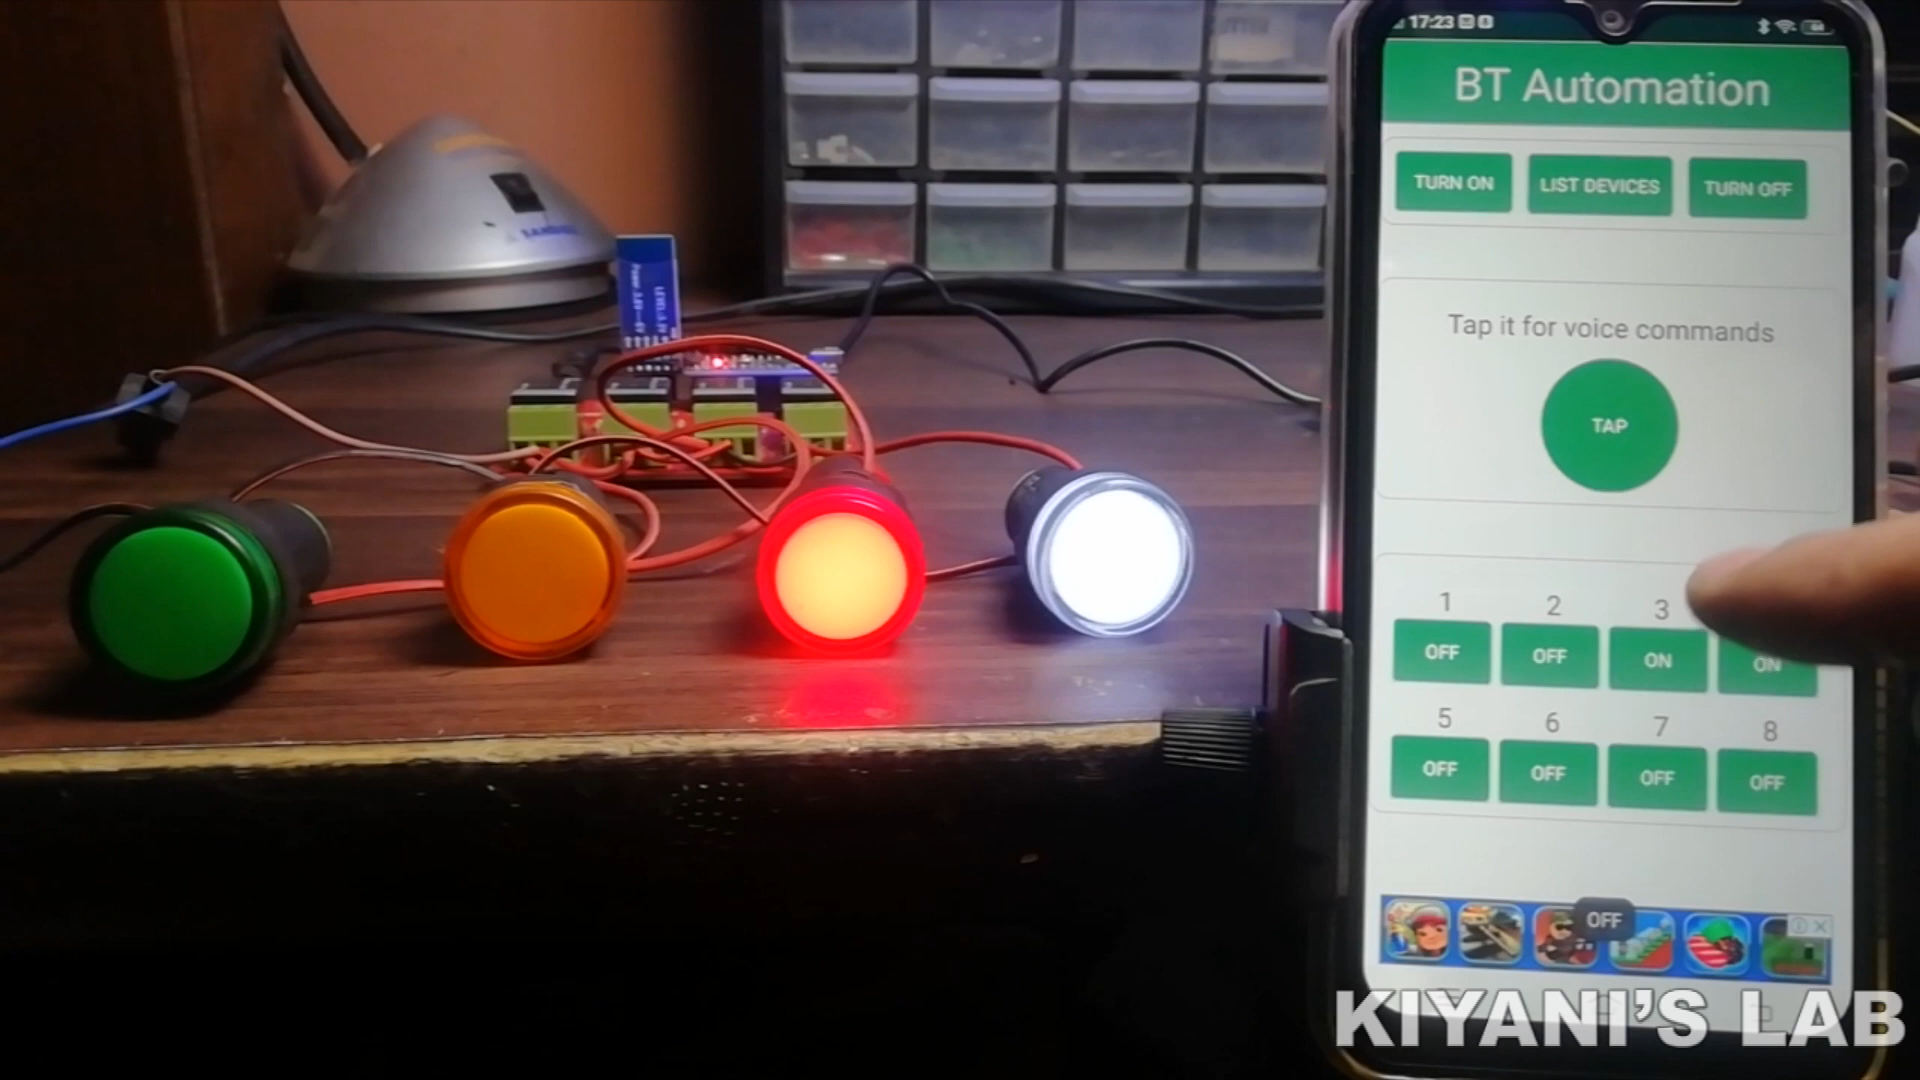 17:23
BT Automation
TURN ON LIST DEVICES TURN OFF
Tap it for voice commands
TAP
1 2 3
OFF OFF ON ON
5 6 7 8
OFF OFF OFF OFF
OFF
KIYANI'S LAB